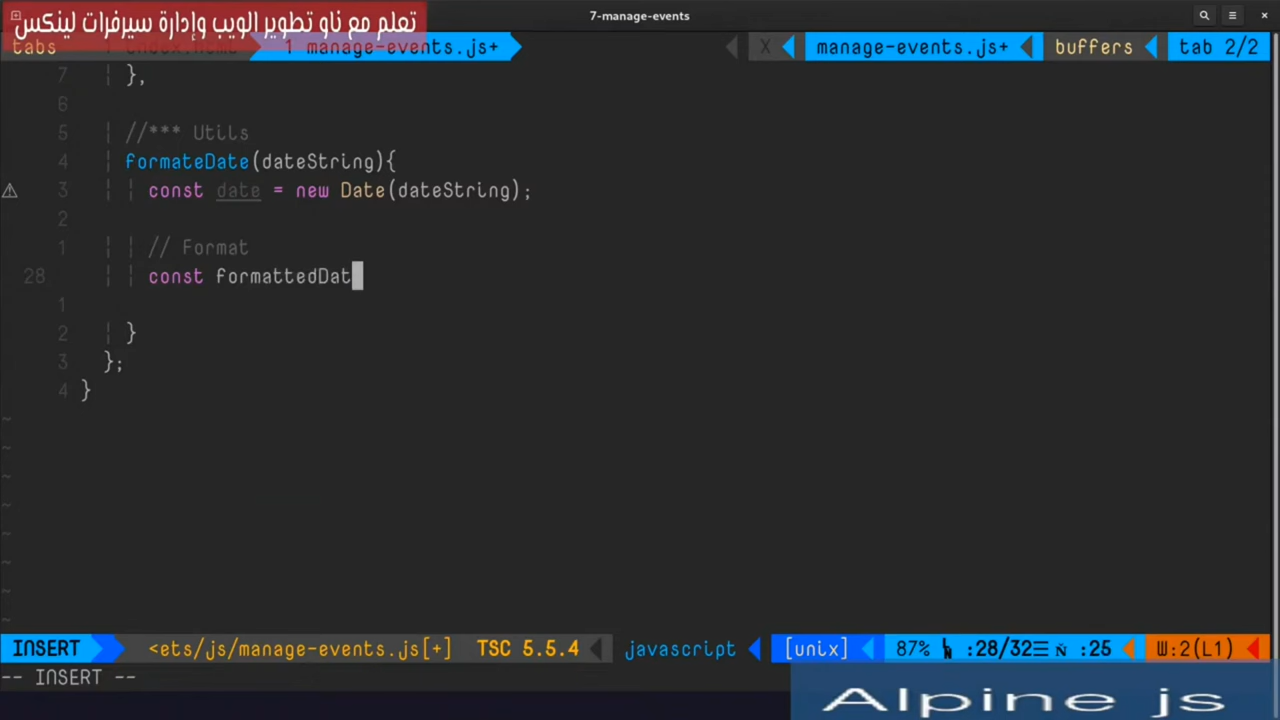 7-manage-events
تعلم مع ناو تطوير الويب وإدارة سيرفرات لينكس
tabs index.html 1 manage-events.js+ X manage-events.js+ buffers tab 2/2
7 },
6
5 //*** Utils
4 formateDate(dateString){
⚠ 3 const date = new Date(dateString);
2
1 // Format
28 const formattedDat
1
2 }
3 };
4 }
~
~
~
~
~
~
~
~
INSERT <ets/js/manage-events.js[+] TSC 5.5.4 javascript [unix] 87% :28/32☰ :25 W:2(L1)
-- INSERT --
Alpine js